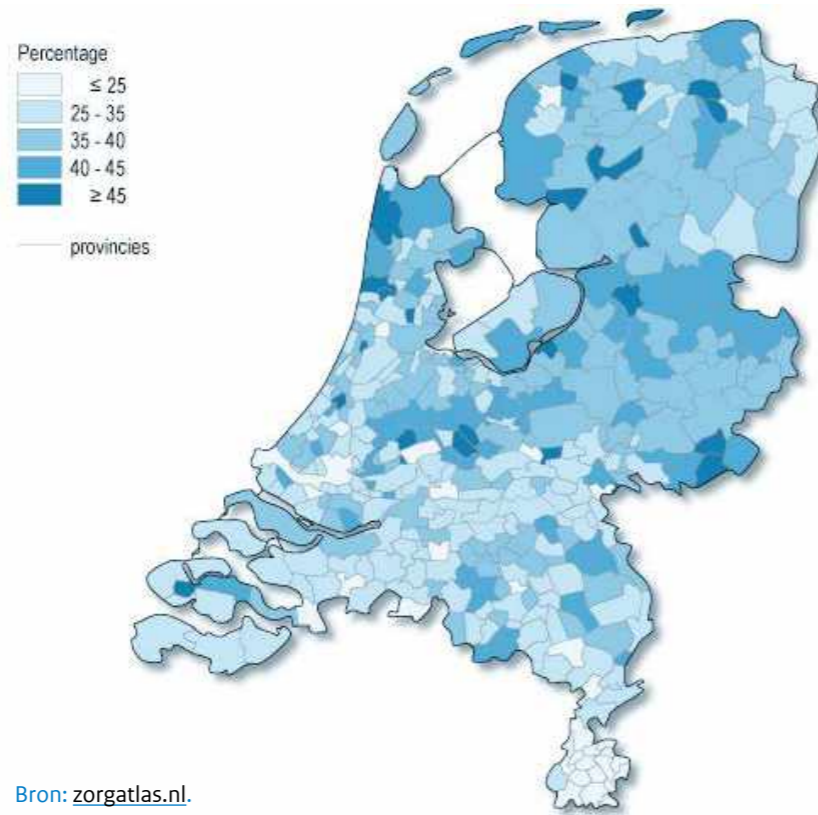 Percentage
≤ 25
25 - 35
35 - 40
40 - 45
≥ 45
provincies
Bron: zorgatlas.nl.